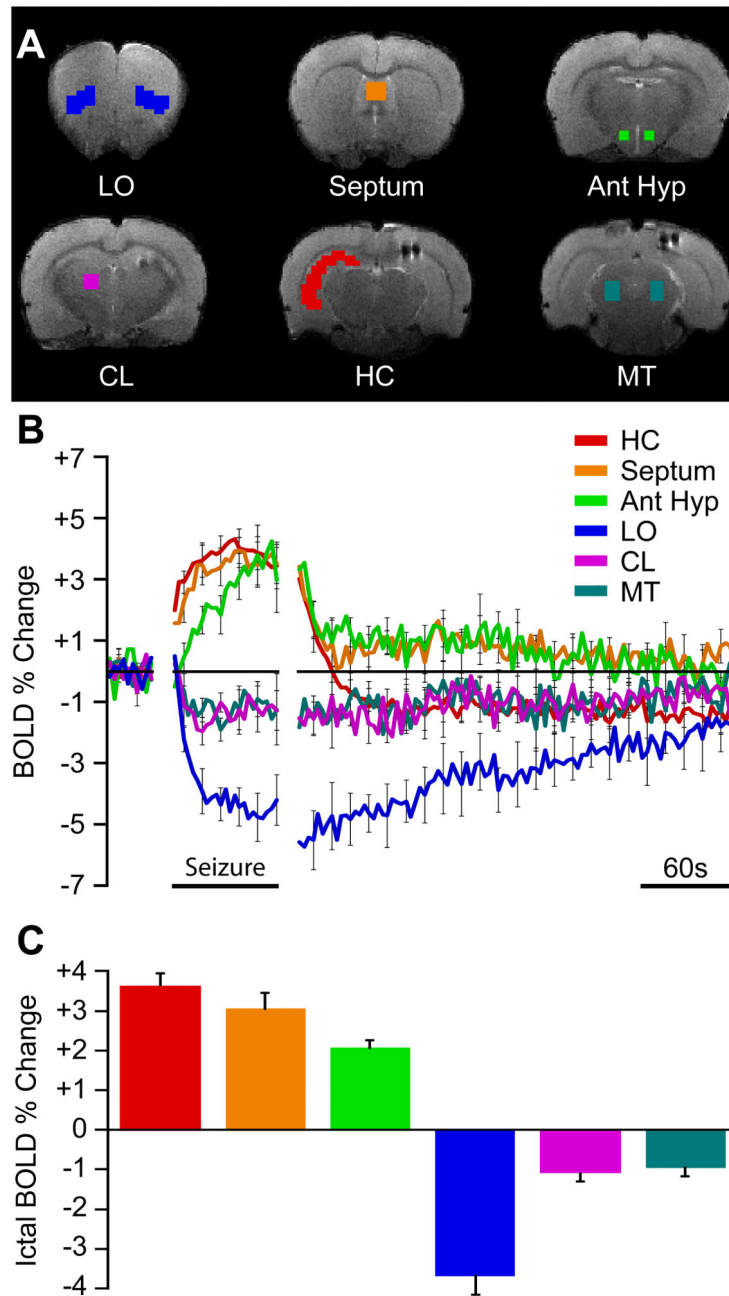 A
LO
Septum
Ant Hyp
CL
HC
MT
B
+7
+5
+3
+1
-1
-3
-5
-7
BOLD % Change
HC
Septum
Ant Hyp
LO
CL
MT
Seizure
60s
C
+4
+3
+2
+1
0
-1
-2
-3
-4
Ictal BOLD % Change